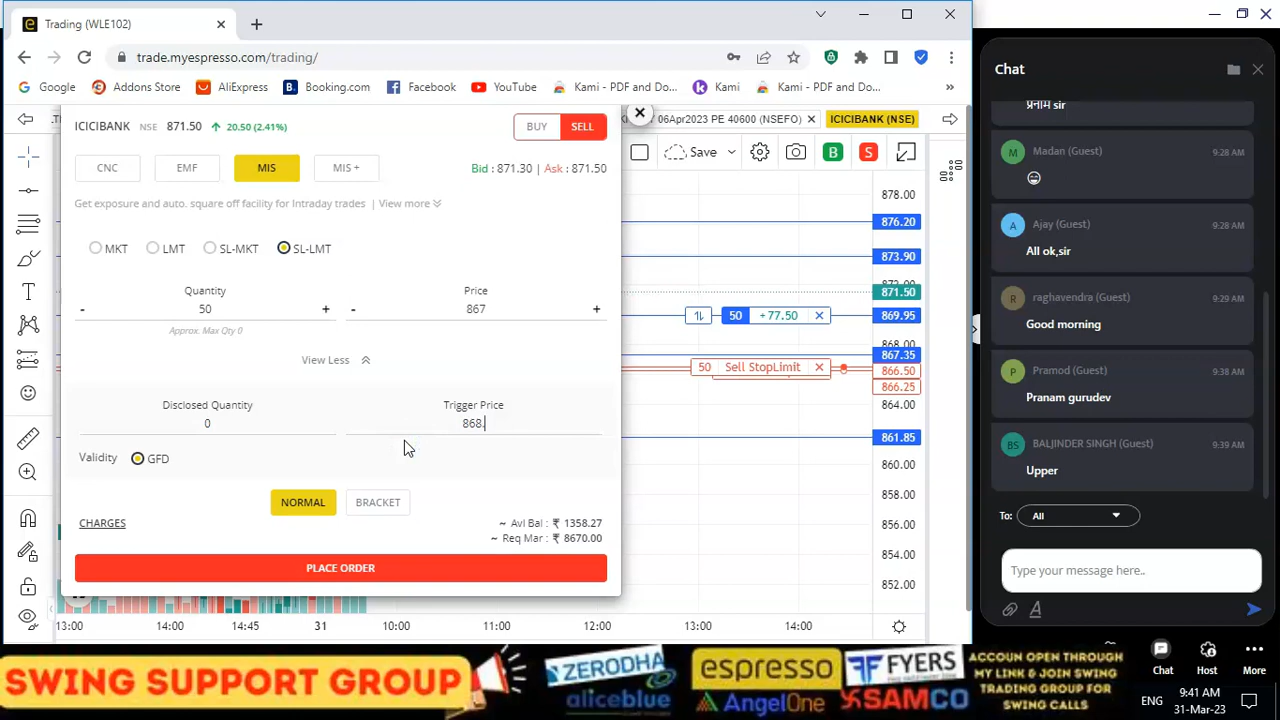 Trading (WLE102)
trade.myespresso.com/trading/
Google Addons Store AliExpress Booking.com Facebook YouTube Kami - PDF and Do... Kami Kami - PDF and Do...
06Apr2023 PE 40600 (NSEFO)
ICICIBANK (NSE)
ICICIBANK NSE 871.50 20.50 (2.41%)
BUY SELL
CNC EMF MIS MIS +
Bid : 871.30 | Ask : 871.50
Get exposure and auto. square off facility for Intraday trades | View more
MKT LMT SL-MKT SL-LMT
Quantity Price
- 50 + - 867 +
Approx. Max Qty 0
View Less
Disclosed Quantity Trigger Price
0 868.
Validity GFD
NORMAL BRACKET
CHARGES
~ Avl Bal : ₹ 1358.27
~ Req Mar : ₹ 8670.00
PLACE ORDER
Save
B S
878.00
876.20
873.90
871.50
50 +77.50
869.95
868.00
867.35
50 Sell StopLimit
866.50
866.25
864.00
861.85
860.00
858.00
856.00
854.00
852.00
13:00 14:00 14:45 31 10:00 11:00 12:00 13:00 14:00
Chat
प्रनाम sir
M Madan (Guest) 9:28 AM
A Ajay (Guest) 9:28 AM
All ok,sir
R raghavendra (Guest) 9:29 AM
Good morning
P Pramod (Guest) 9:38 AM
Pranam gurudev
BS BALJINDER SINGH (Guest) 9:39 AM
Upper
To: All
Type your message here..
A
Chat Host More
SWING SUPPORT GROUP
ZERODHA
aliceblue
espresso
AngelOne
FYERS
SAMCO
ACCOUN OPEN THROUGH
MY LINK & JOIN SWING
TRADING GROUP FOR
SWING CALLS
ENG
9:41 AM
31-Mar-23